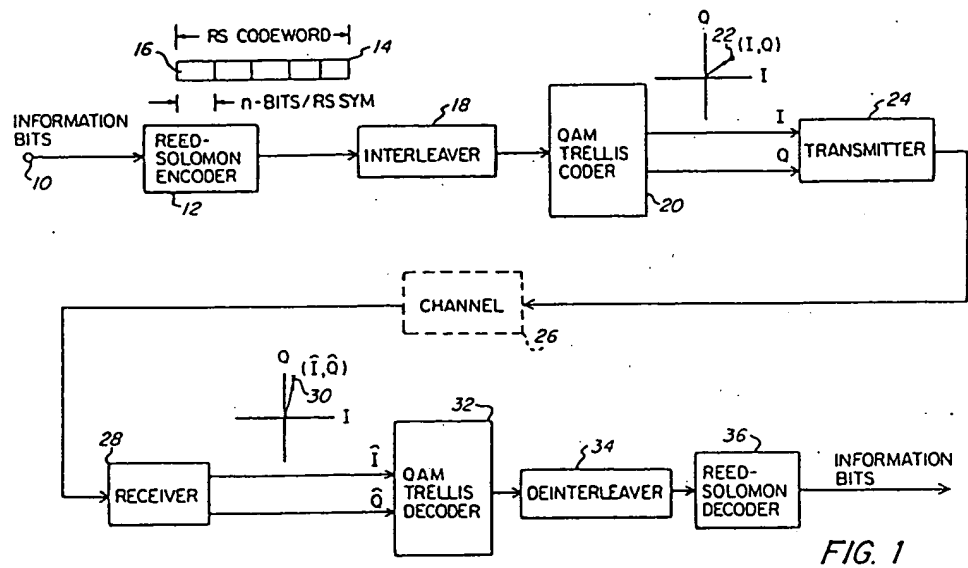 RS CODEWORD
16
14
n-BITS/RS SYM
INFORMATION
BITS
10
REED-
SOLOMON
ENCODER
12
18
INTERLEAVER
QAM
TRELLIS
CODER
20
Q
22
(I,Q)
I
I
Q
24
TRANSMITTER
CHANNEL
26
Q
(Î,Q̂)
30
I
28
RECEIVER
Î
Q̂
32
QAM
TRELLIS
DECODER
34
DEINTERLEAVER
36
REED-
SOLOMON
DECODER
INFORMATION
BITS
FIG. 1